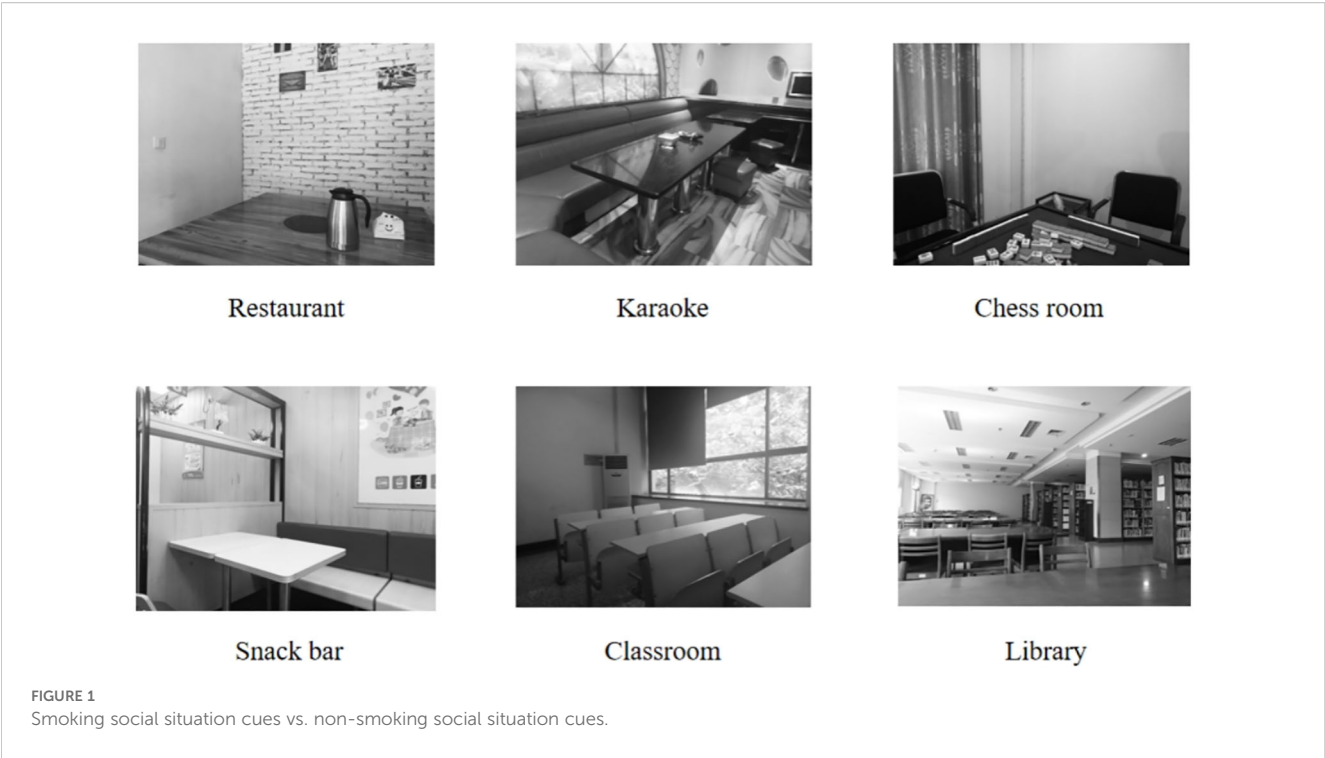 Restaurant
Karaoke
Chess room
Snack bar
Classroom
Library
FIGURE 1
Smoking social situation cues vs. non-smoking social situation cues.